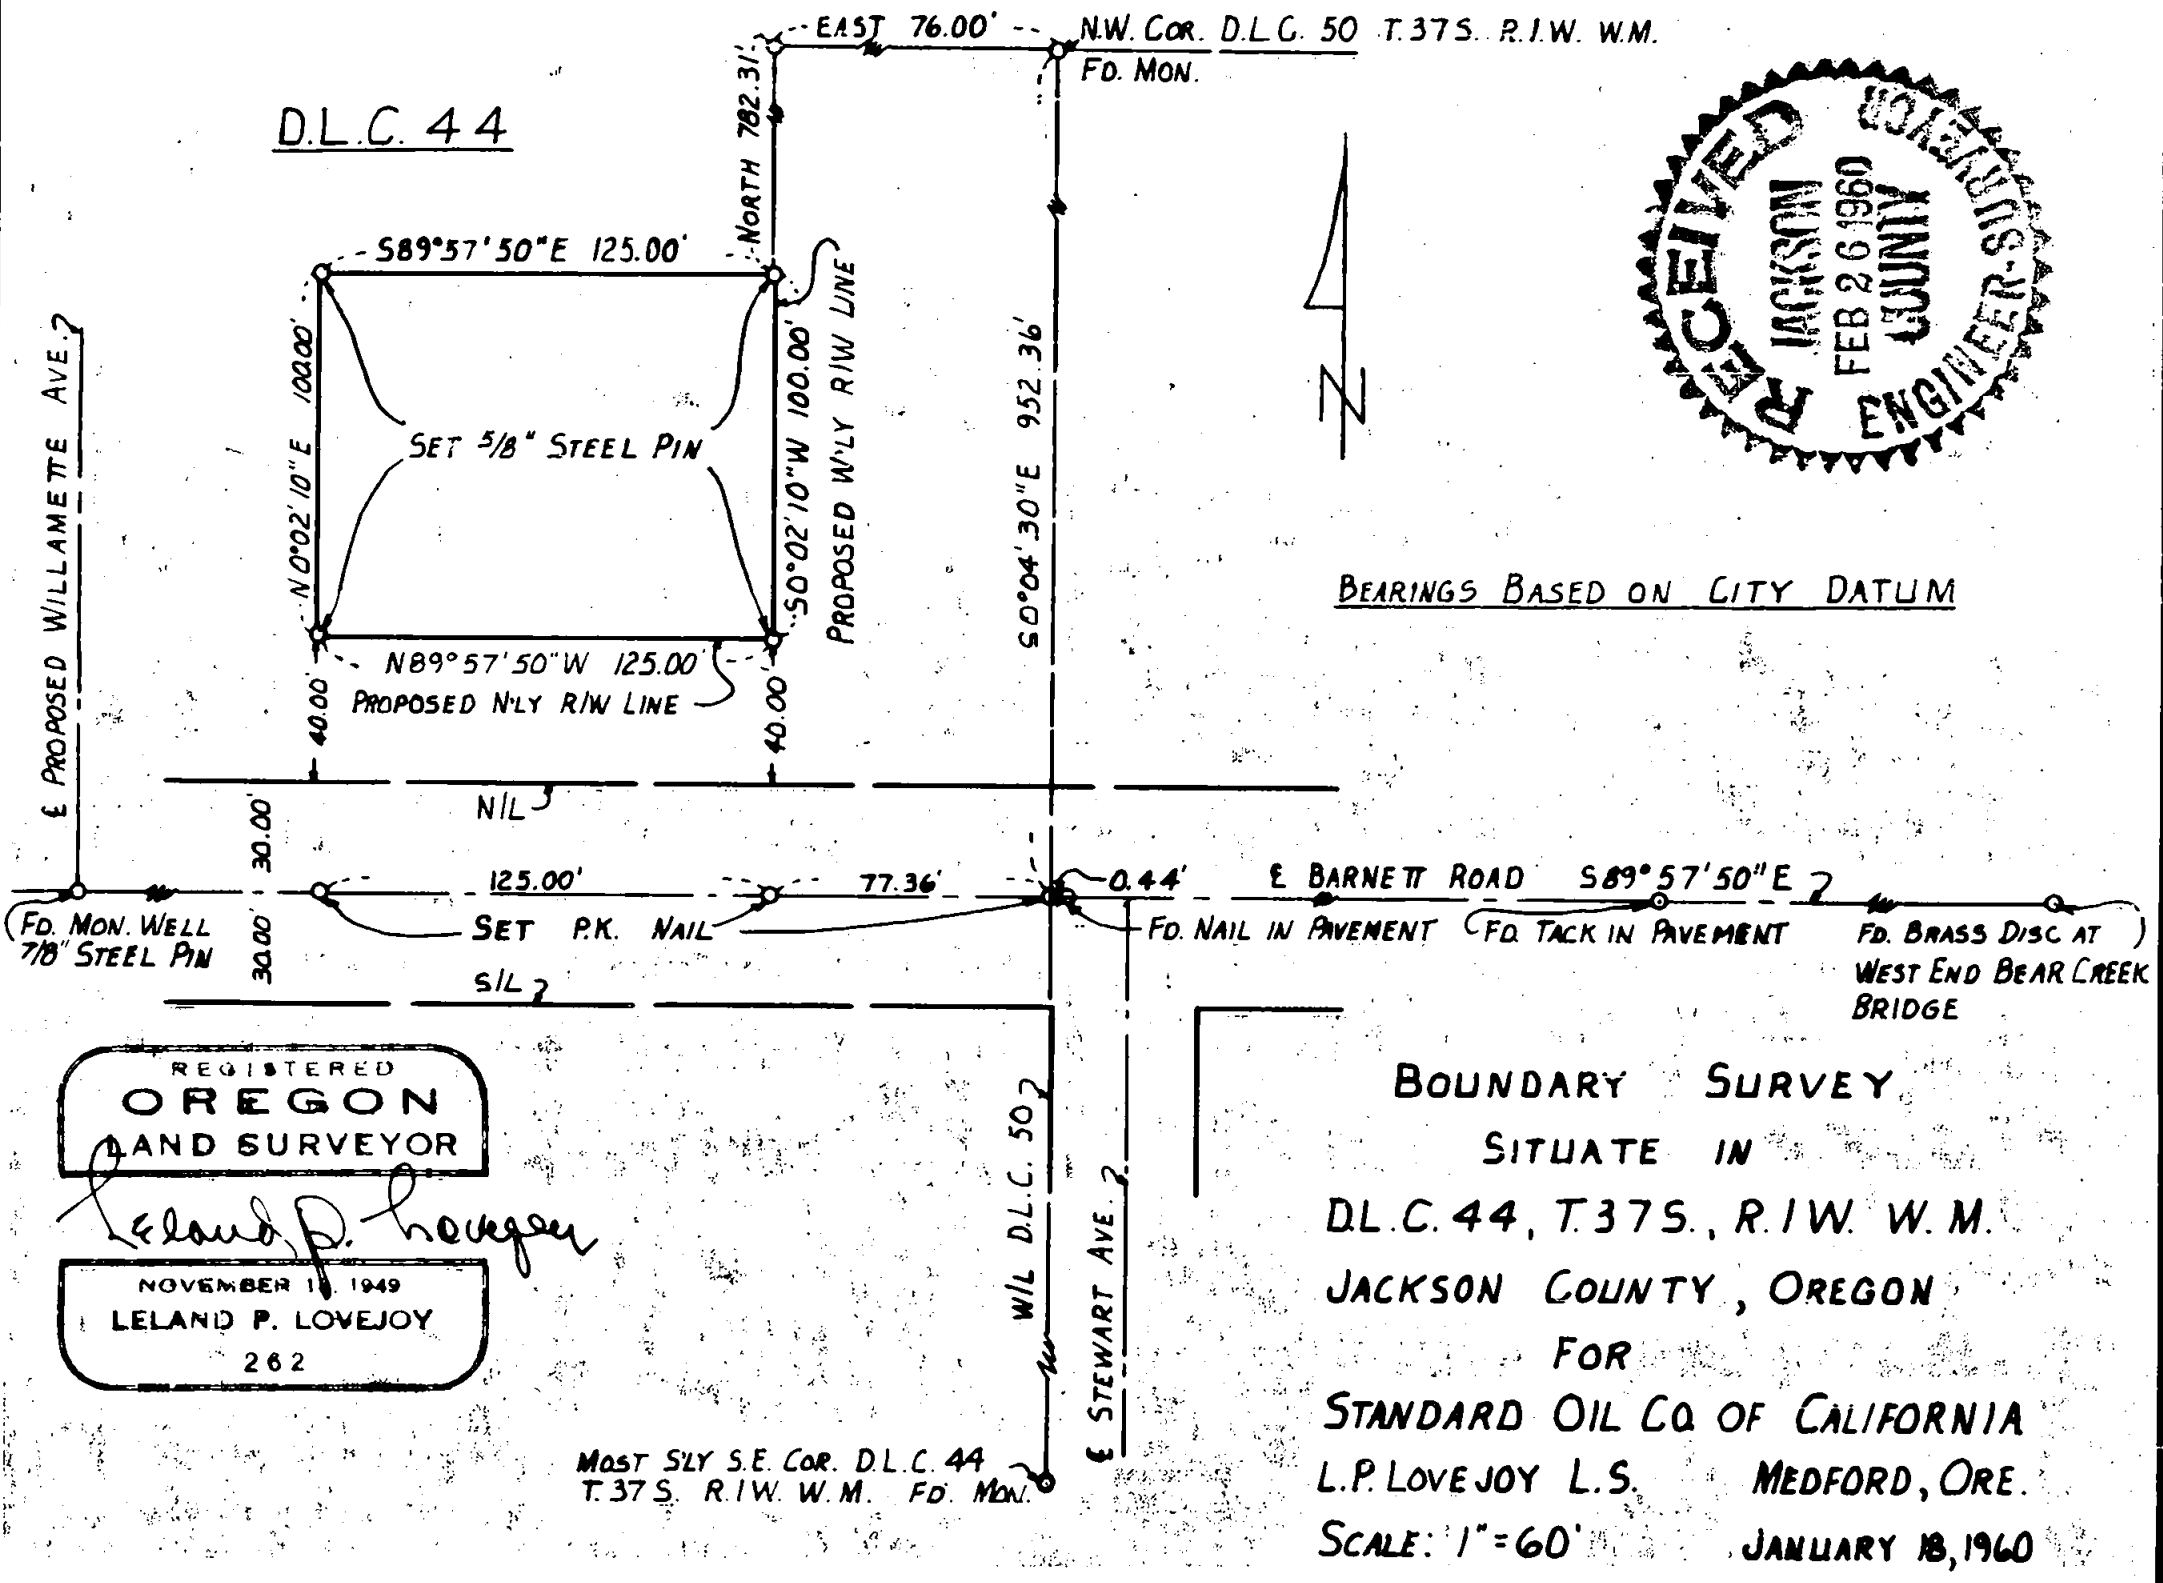 EAST 76.00'
N.W. COR. D.L.C. 50 T.37S. R.1.W. W.M.
FD. MON.
D.L.C. 44
NORTH 782.31'
RECEIVED
JACKSON
FEB 26 1960
COUNTY
ENGINEER-SURVEYOR
S89°57'50"E 125.00'
N0°02'10"E 100.00'
SET 5/8" STEEL PIN
S0°02'10"W 100.00'
PROPOSED W'LY R/W LINE
S0°04'30"E 952.36'
N
℄ PROPOSED WILLAMETTE AVE.
BEARINGS BASED ON CITY DATUM
N89°57'50"W 125.00'
PROPOSED N'LY R/W LINE
40.00'
40.00'
N/L
30.00'
30.00'
125.00'
77.36'
0.44'
℄ BARNETT ROAD S89°57'50"E
FD. MON. WELL
7/8" STEEL PIN
SET P.K. NAIL
FD. NAIL IN PAVEMENT
FD. TACK IN PAVEMENT
FD. BRASS DISC AT
WEST END BEAR CREEK
BRIDGE
S/L
W/L D.L.C. 50
℄ STEWART AVE.
REGISTERED
OREGON
LAND SURVEYOR
Leland P. Lovejoy
NOVEMBER 1949
LELAND P. LOVEJOY
262
MOST S'LY S.E. COR. D.L.C. 44
T.37 S. R.1W. W.M. FD. MON.
BOUNDARY SURVEY
SITUATE IN
D.L.C. 44, T.37S., R.1W. W.M.
JACKSON COUNTY, OREGON
FOR
STANDARD OIL CO. OF CALIFORNIA
L.P. LOVEJOY L.S. MEDFORD, ORE.
SCALE: 1"=60' JANUARY 18, 1960